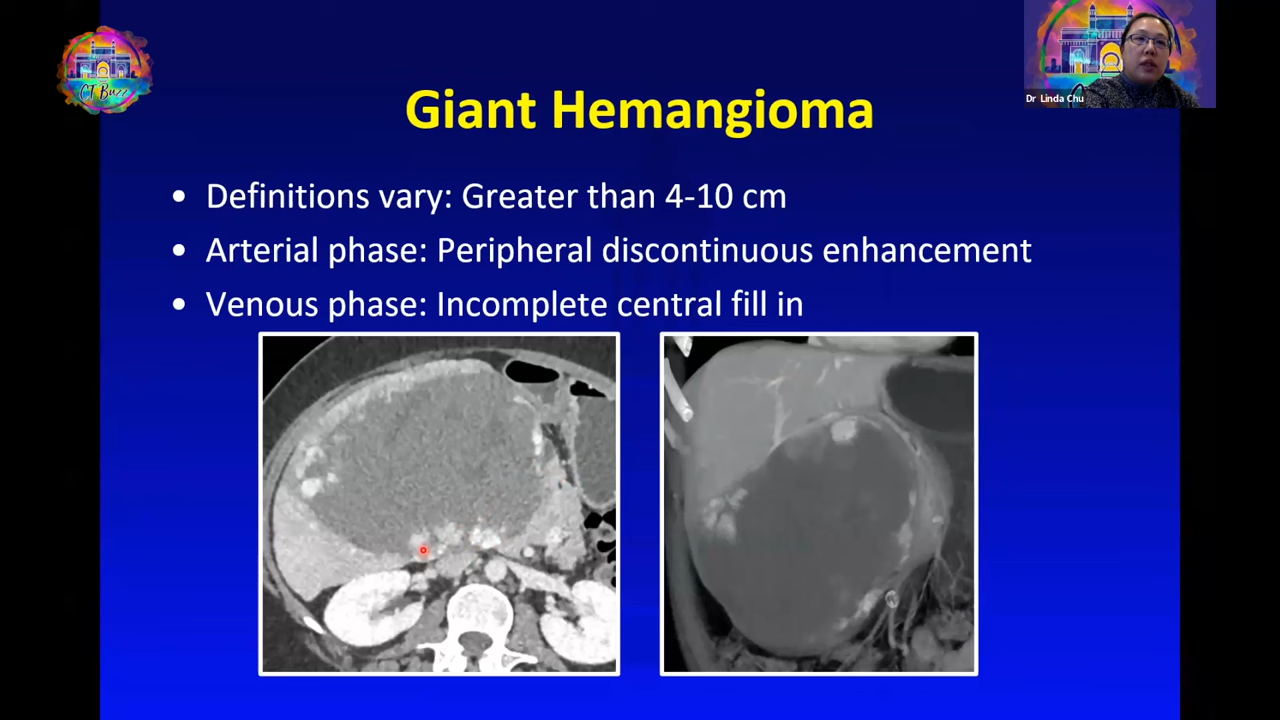 CT Buzz
Dr Linda Chu
Giant Hemangioma
• Definitions vary: Greater than 4-10 cm
• Arterial phase: Peripheral discontinuous enhancement
• Venous phase: Incomplete central fill in